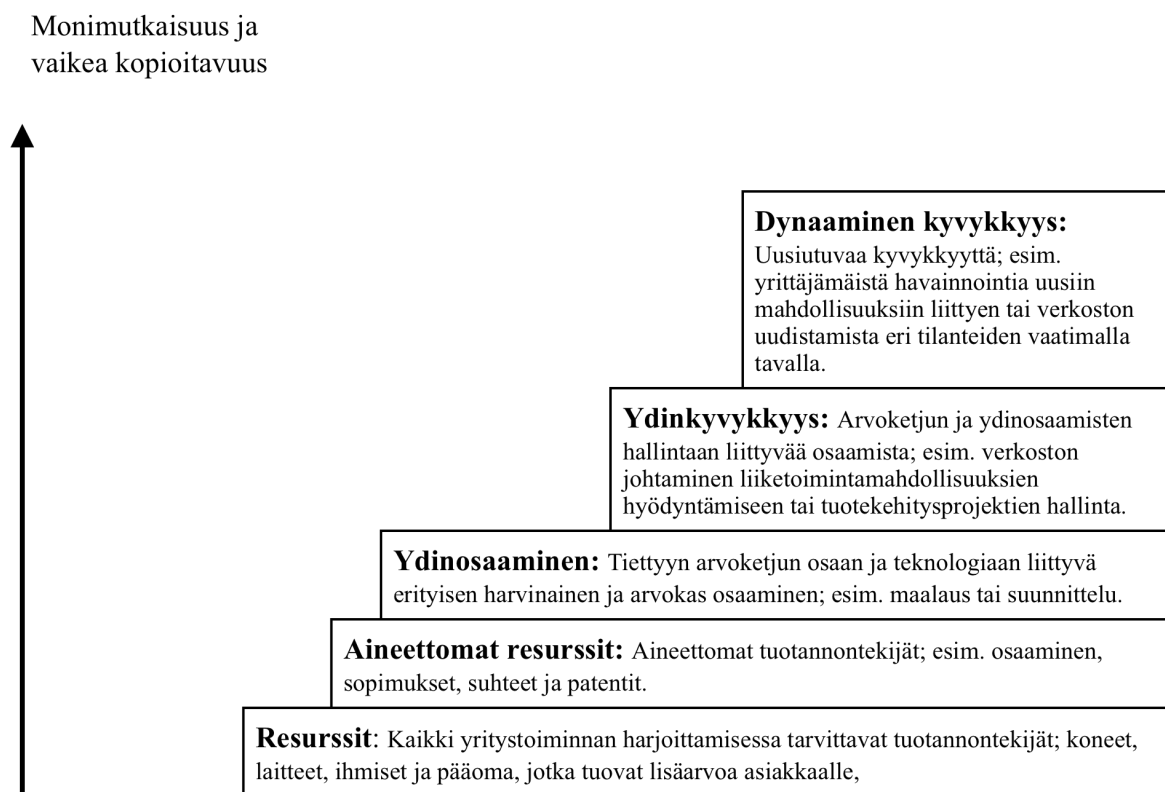 Monimutkaisuus ja
vaikea kopioitavuus
Dynaaminen kyvykkyys:
Uusiutuvaa kyvykkyyttä; esim.
yrittäjämäistä havainnointia uusiin
mahdollisuuksiin liittyen tai verkoston
uudistamista eri tilanteiden vaatimalla
tavalla.
Ydinkyvykkyys: Arvoketjun ja ydinosaamisten
hallintaan liittyvää osaamista; esim. verkoston
johtaminen liiketoimintamahdollisuuksien
hyödyntämiseen tai tuotekehitysprojektien hallinta.
Ydinosaaminen: Tiettyyn arvoketjun osaan ja teknologiaan liittyvä
erityisen harvinainen ja arvokas osaaminen; esim. maalaus tai suunnittelu.
Aineettomat resurssit: Aineettomat tuotannontekijät; esim. osaaminen,
sopimukset, suhteet ja patentit.
Resurssit: Kaikki yritystoiminnan harjoittamisessa tarvittavat tuotannontekijät; koneet,
laitteet, ihmiset ja pääoma, jotka tuovat lisäarvoa asiakkaalle,